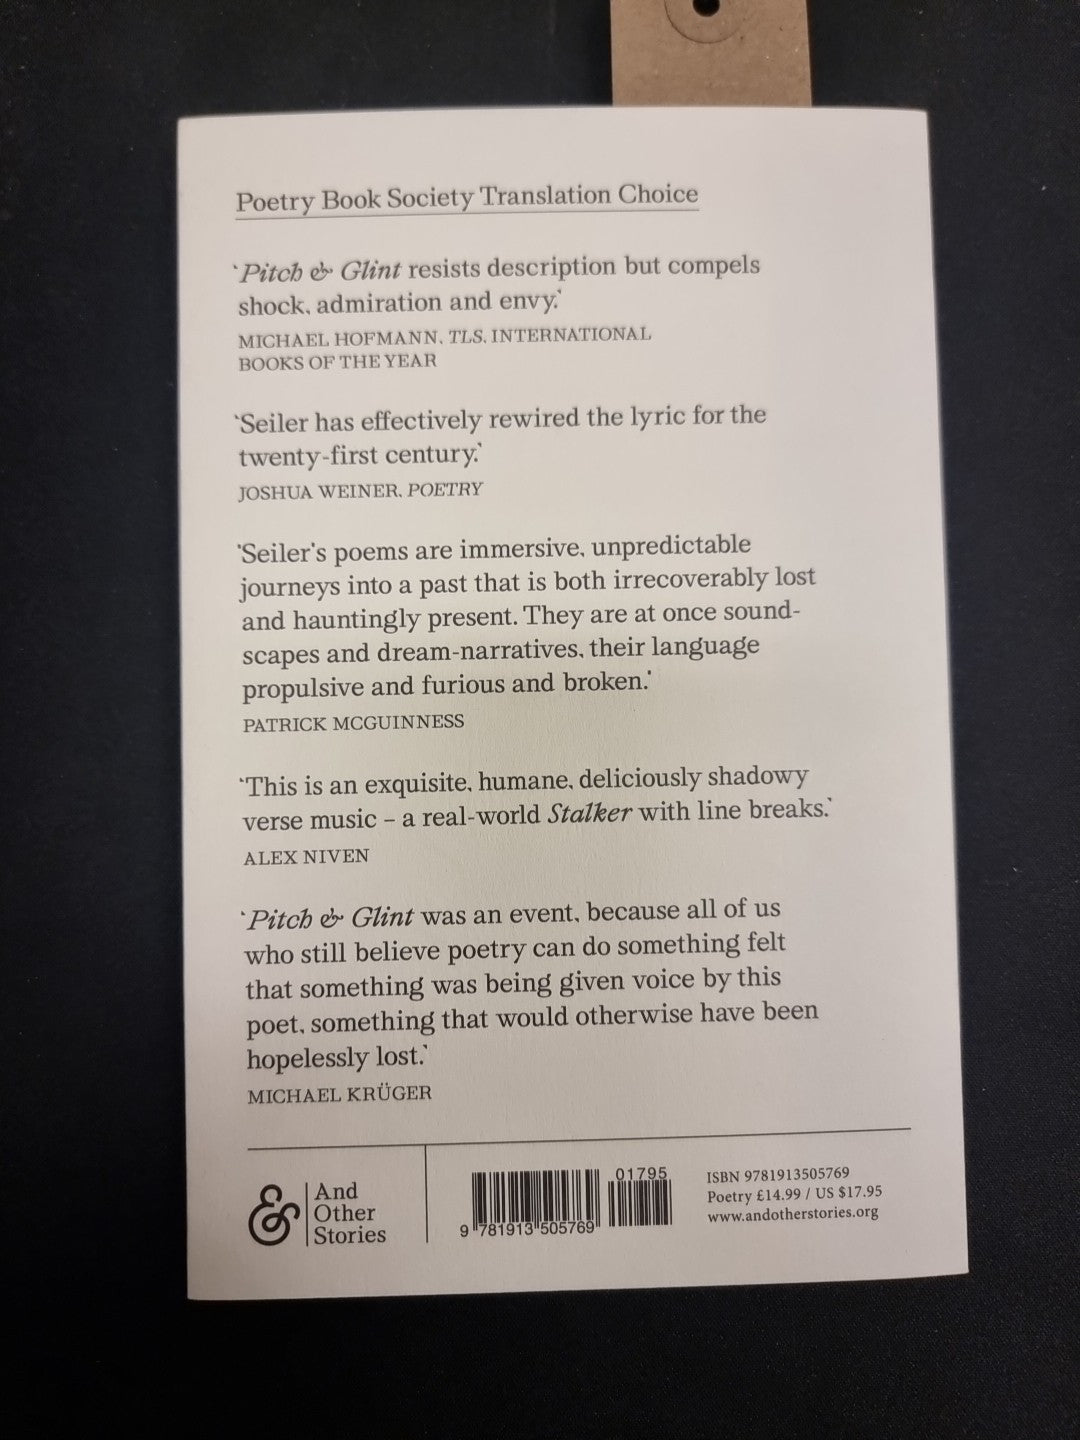 Poetry Book Society Translation Choice
‘Pitch & Glint resists description but compels
shock, admiration and envy.’
MICHAEL HOFMANN, TLS, INTERNATIONAL
BOOKS OF THE YEAR
‘Seiler has effectively rewired the lyric for the
twenty-first century.’
JOSHUA WEINER, POETRY
‘Seiler’s poems are immersive, unpredictable
journeys into a past that is both irrecoverably lost
and hauntingly present. They are at once sound-
scapes and dream-narratives, their language
propulsive and furious and broken.’
PATRICK MCGUINNESS
‘This is an exquisite, humane, deliciously shadowy
verse music – a real-world Stalker with line breaks.’
ALEX NIVEN
‘Pitch & Glint was an event, because all of us
who still believe poetry can do something felt
that something was being given voice by this
poet, something that would otherwise have been
hopelessly lost.’
MICHAEL KRÜGER
&
And
Other
Stories
01795
9 781913 505769
ISBN 9781913505769
Poetry £14.99 / US $17.95
www.andotherstories.org